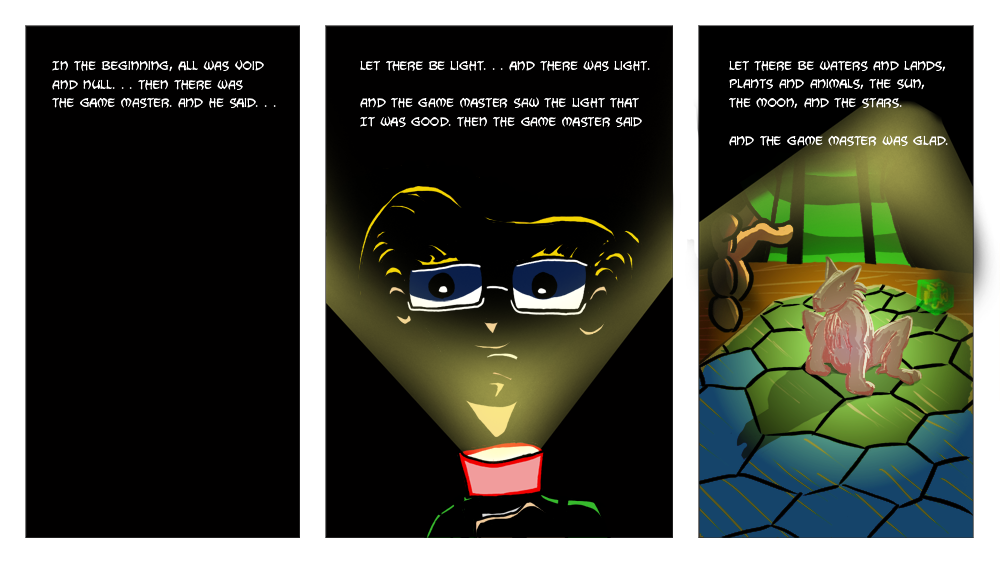 IN THE BEGINNING, ALL WAS VOID
AND NULL. . . THEN THERE WAS
THE GAME MASTER. AND HE SAID. . .
LET THERE BE LIGHT. . . AND THERE WAS LIGHT.
AND THE GAME MASTER SAW THE LIGHT THAT
IT WAS GOOD. THEN THE GAME MASTER SAID
LET THERE BE WATERS AND LANDS,
PLANTS AND ANIMALS, THE SUN,
THE MOON, AND THE STARS.
AND THE GAME MASTER WAS GLAD.